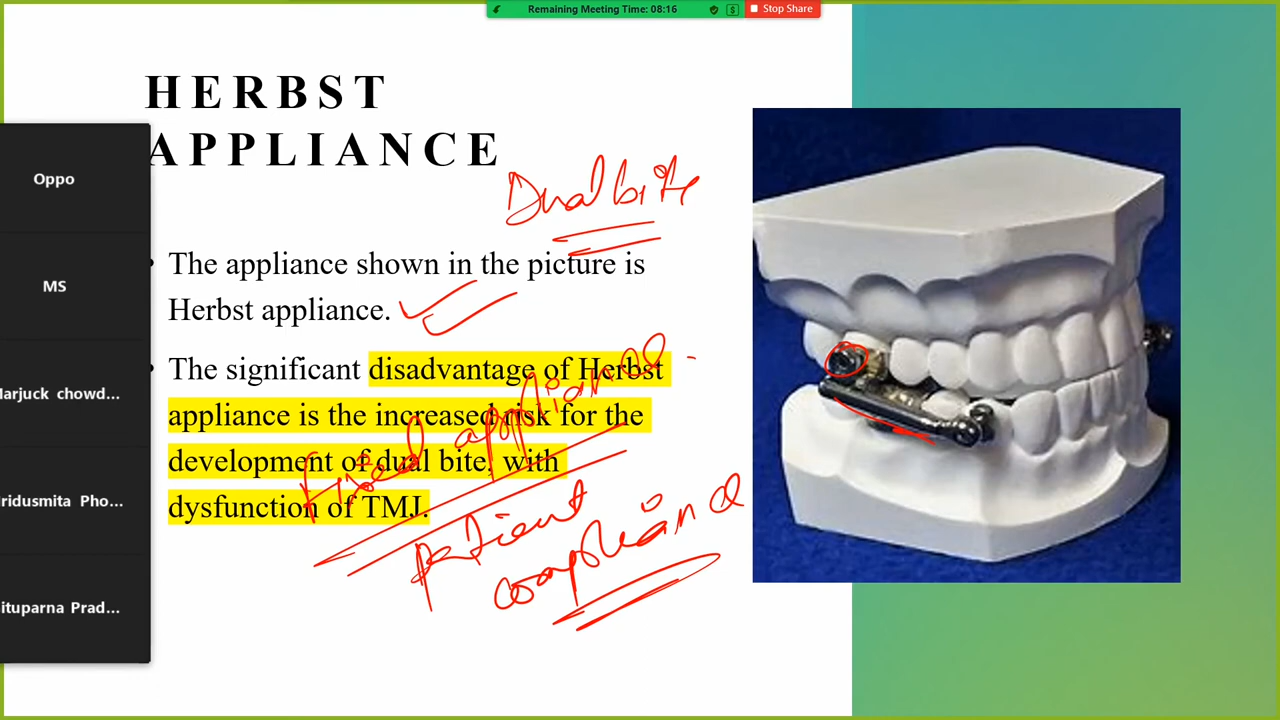 Remaining Meeting Time: 08:16
Stop Share
HERBST
APPLIANCE
Dual bite
• The appliance shown in the picture is
Herbst appliance.
• The significant disadvantage of Herbst
appliance is the increased risk for the
development of dual bite, with
dysfunction of TMJ.
Fixed appliance
patient
compliance
Oppo
MS
Marjuck chowd...
ridusmita Pho...
ituparna Prad...